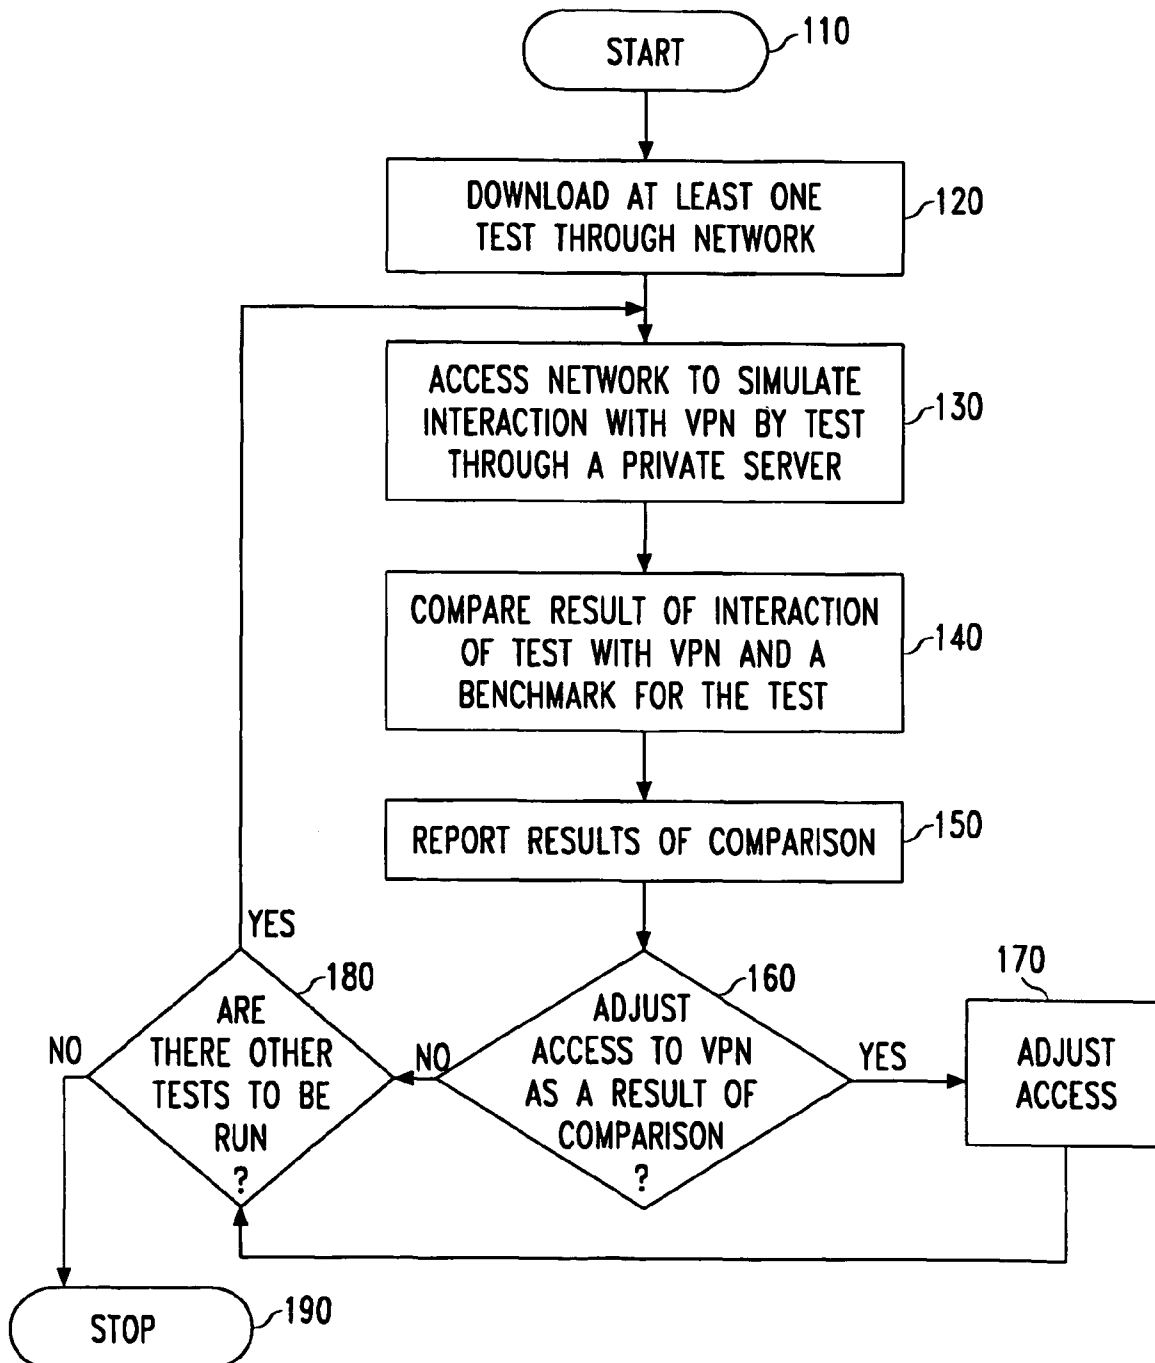 START
110
DOWNLOAD AT LEAST ONE
TEST THROUGH NETWORK
120
ACCESS NETWORK TO SIMULATE
INTERACTION WITH VPN BY TEST
THROUGH A PRIVATE SERVER
130
COMPARE RESULT OF INTERACTION
OF TEST WITH VPN AND A
BENCHMARK FOR THE TEST
140
REPORT RESULTS OF COMPARISON
150
YES
180
ARE
THERE OTHER
TESTS TO BE
RUN
?
NO
NO
160
ADJUST
ACCESS TO VPN
AS A RESULT OF
COMPARISON
?
YES
170
ADJUST
ACCESS
STOP
190